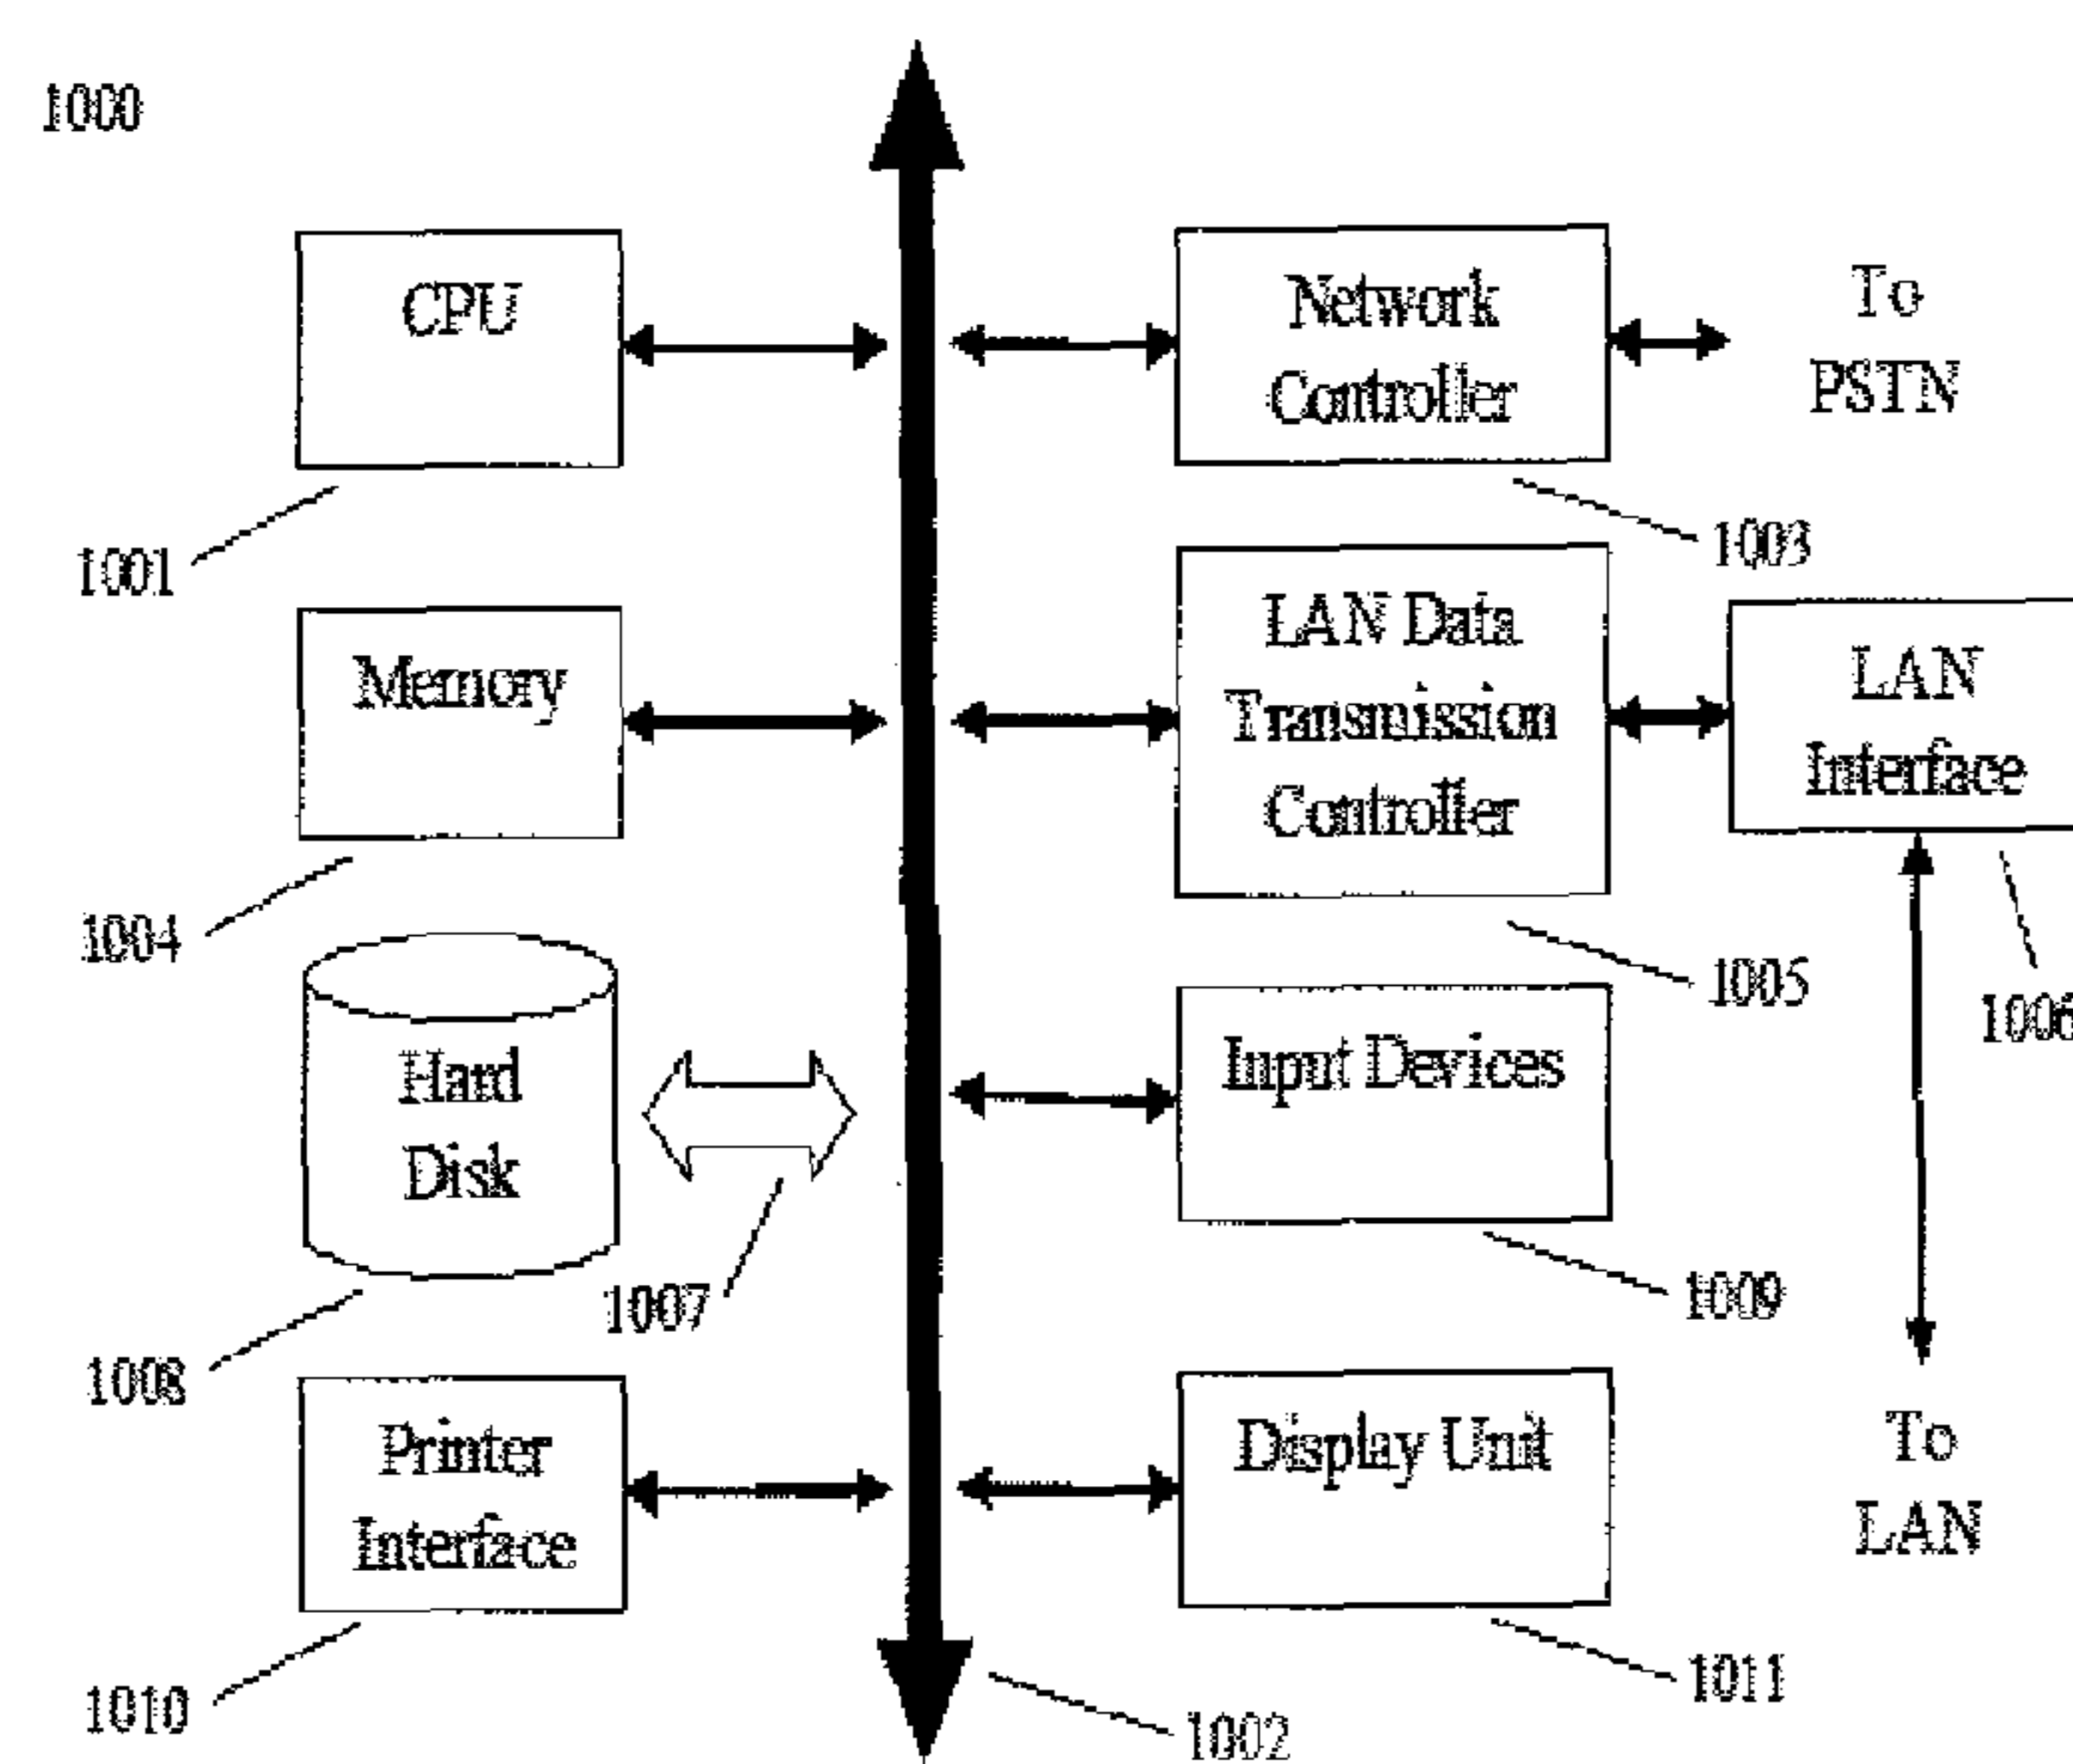 1000
CPU
Network
Controller
To
PSTN
1001
1003
Memory
LAN Data
Transmission
Controller
LAN
Interface
1004
1005
1006
Hard
Disk
Input Devices
1007
1009
1008
Printer
Interface
Display Unit
To
LAN
1010
1011
1002